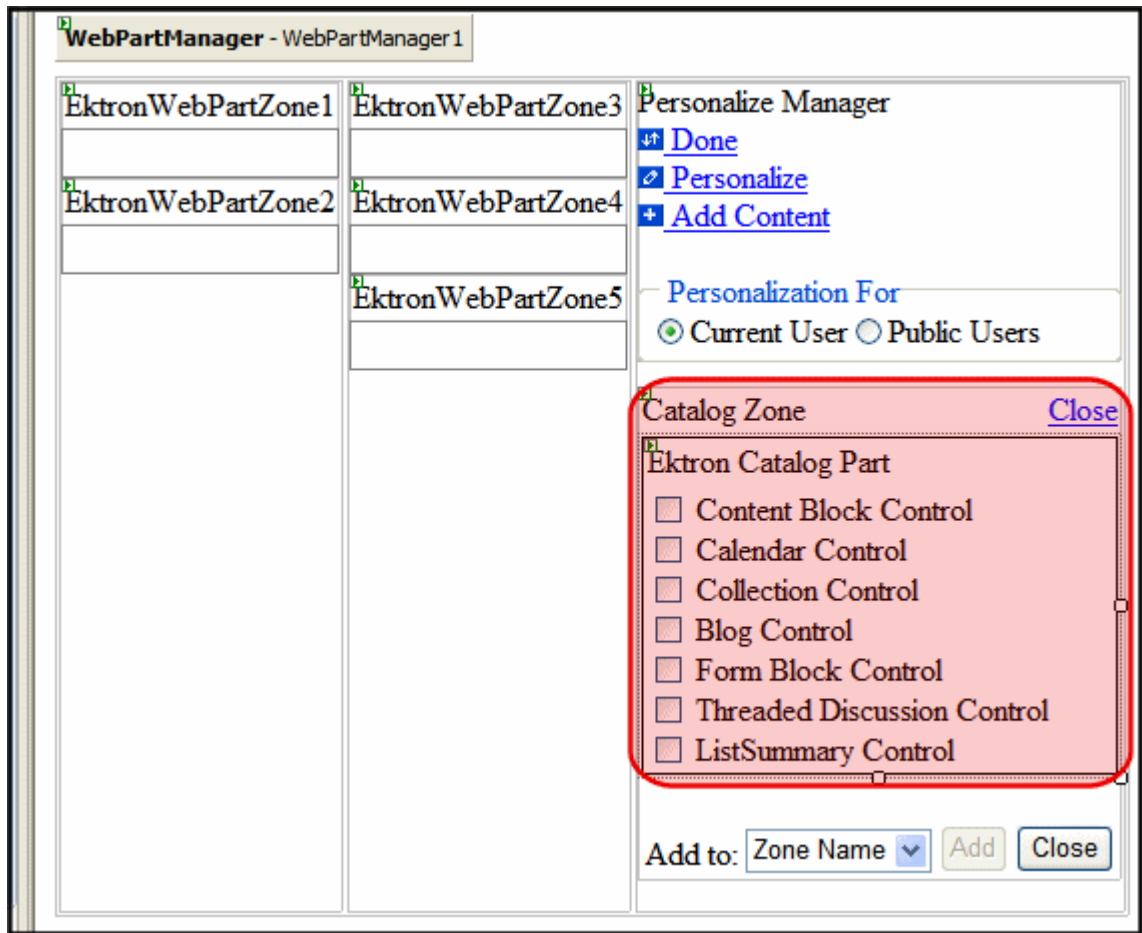 WebPartManager - WebPartManager1
EktronWebPartZone1
EktronWebPartZone2
EktronWebPartZone3
EktronWebPartZone4
EktronWebPartZone5
Personalize Manager
Done
Personalize
Add Content
Personalization For
Current User Public Users
Catalog Zone Close
Ektron Catalog Part
Content Block Control
Calendar Control
Collection Control
Blog Control
Form Block Control
Threaded Discussion Control
ListSummary Control
Add to: Zone Name Add Close